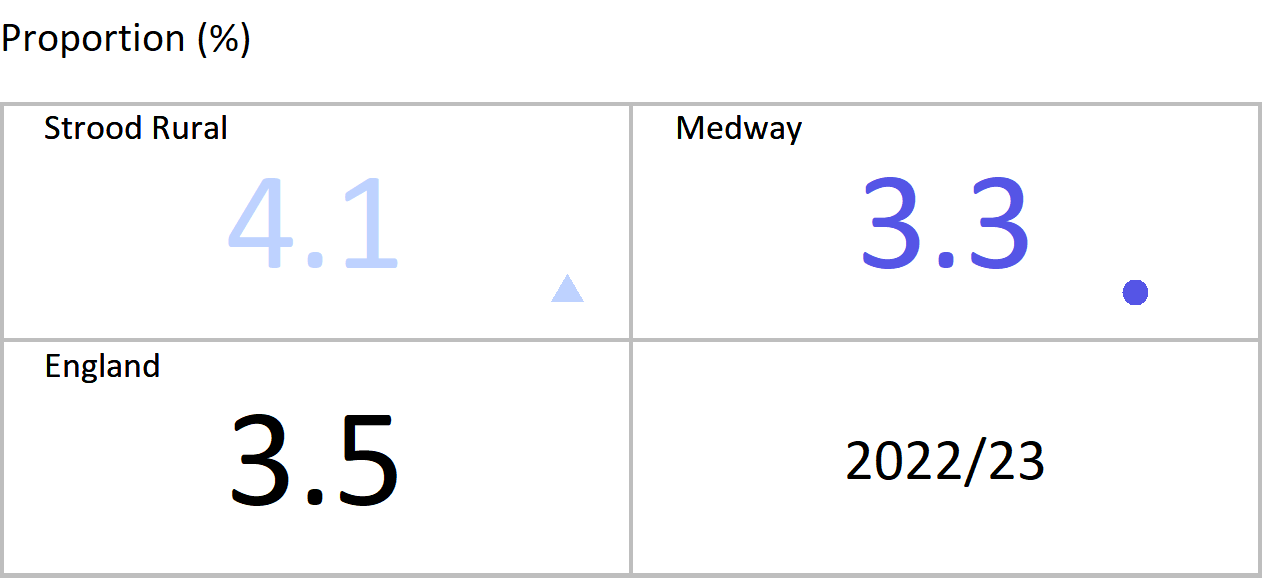 Proportion (%)
Strood Rural
4.1
Medway
3.3
England
3.5
2022/23